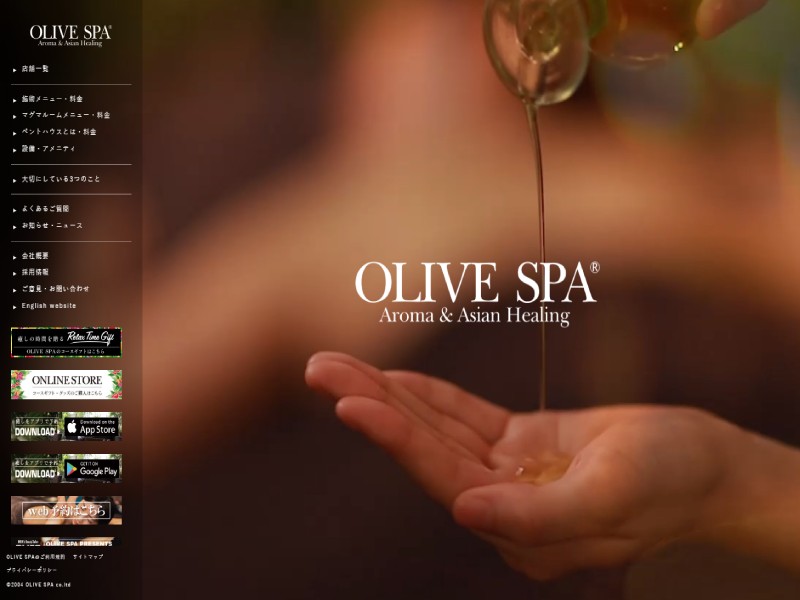 OLIVE SPA®
Aroma & Asian Healing
店舗一覧
施術メニュー・料金
マグマルームメニュー・料金
ペントハウスとは・料金
設備・アメニティ
大切にしている3つのこと
よくあるご質問
お知らせ・ニュース
会社概要
採用情報
ご意見・お問い合わせ
English website
癒しの時間を贈る Relax Time Gift
OLIVE SPAのコースギフトはこちら
ONLINE STORE
コースギフト・グッズのご購入はこちら
DOWNLOAD
Download on the
App Store
DOWNLOAD
GET IT ON
Google Play
web予約はこちら
OLIVE SPA PRESENTS
OLIVE SPAのご利用規約 サイトマップ
プライバシーポリシー
©2004 OLIVE SPA co.ltd
OLIVE SPA®
Aroma & Asian Healing